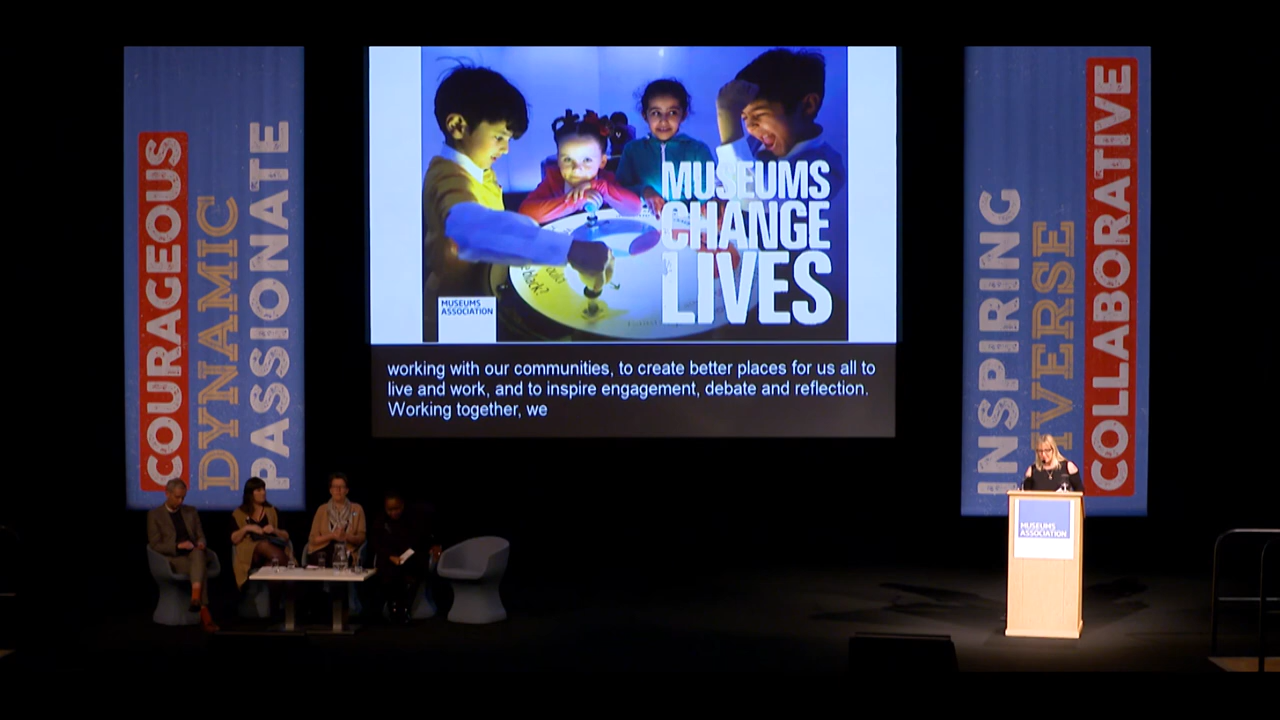 COURAGEOUS
DYNAMIC
PASSIONATE
MUSEUMS
CHANGE
LIVES
MUSEUMS
ASSOCIATION
working with our communities, to create better places for us all to
live and work, and to inspire engagement, debate and reflection.
Working together, we
INSPIRING
IVERSE
COLLABORATIVE
MUSEUMS
ASSOCIATION